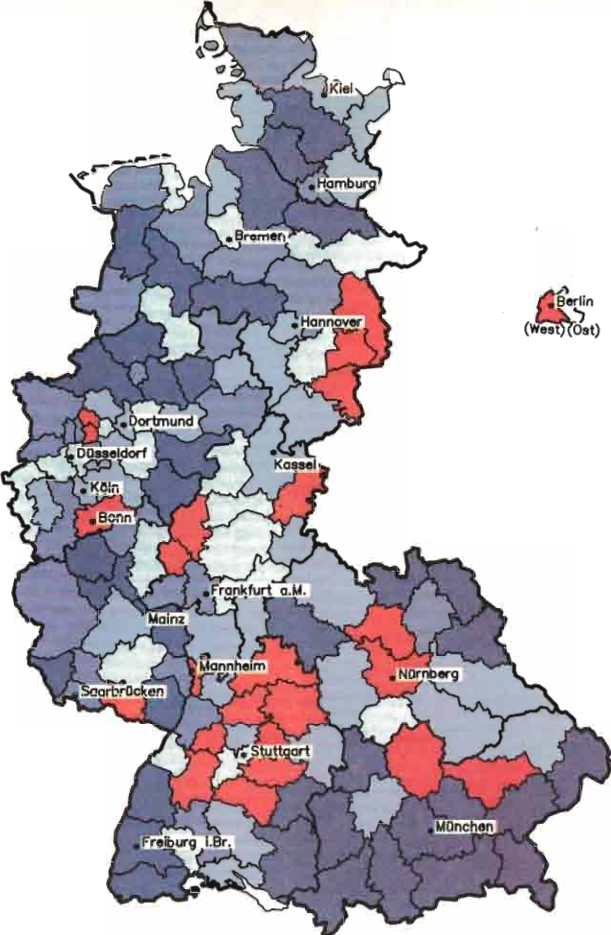 Kiel
Hamburg
Bremen
Berlin
(West) (Ost)
Hannover
Dortmund
Düsseldorf
Kassel
Köln
Bonn
Frankfurt a.M.
Mainz
Mannheim
Nürnberg
Saarbrücken
Stuttgart
München
Freiburg i.Br.